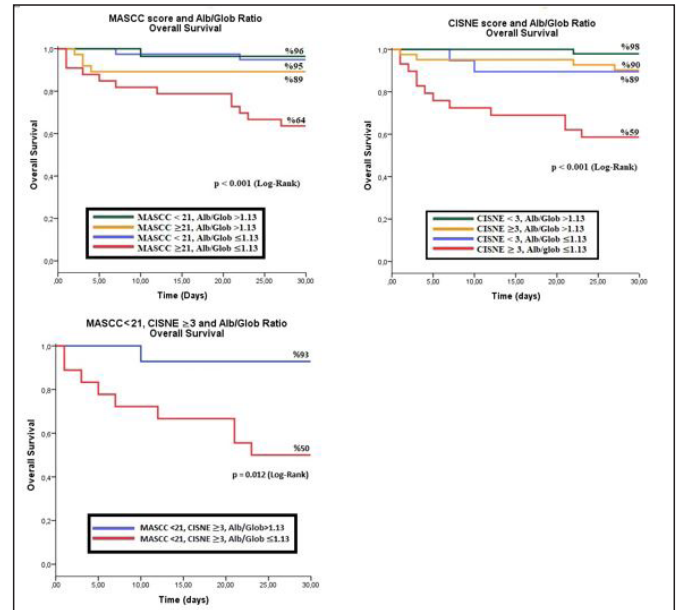 MASCC score and Alb/Glob Ratio
Overall Survival
Overall Survival
1,0
0,8
0,6
0,4
0,2
0,0
%96
%95
%89
%64
p < 0.001 (Log-Rank)
MASCC < 21, Alb/Glob >1.13
MASCC ≥21, Alb/Glob >1.13
MASCC < 21, Alb/Glob ≤1.13
MASCC ≥21, Alb/Glob ≤1.13
,00 5,00 10,00 15,00 20,00 25,00 30,00
Time (Days)
CISNE score and Alb/Glob Ratio
Overall Survival
Overall Survival
1,0
0,8
0,6
0,4
0,2
0,0
%98
%90
%89
%59
p < 0.001 (Log-Rank)
CISNE < 3, Alb/Glob >1.13
CISNE ≥3, Alb/Glob >1.13
CISNE < 3, Alb/Glob ≤1.13
CISNE ≥ 3, Alb/glob ≤1.13
,00 5,00 10,00 15,00 20,00 25,00 30,00
Time (days)
MASCC<21, CISNE ≥3 and Alb/Glob Ratio
Overall Survival
Overall Survival
1,0
0,8
0,6
0,4
0,2
0,0
%93
%50
p = 0.012 (Log-Rank)
MASCC <21, CISNE ≥3, Alb/Glob>1.13
MASCC <21, CISNE ≥3, Alb/Glob ≤1.13
,00 5,00 10,00 15,00 20,00 25,00 30,00
Time (days)